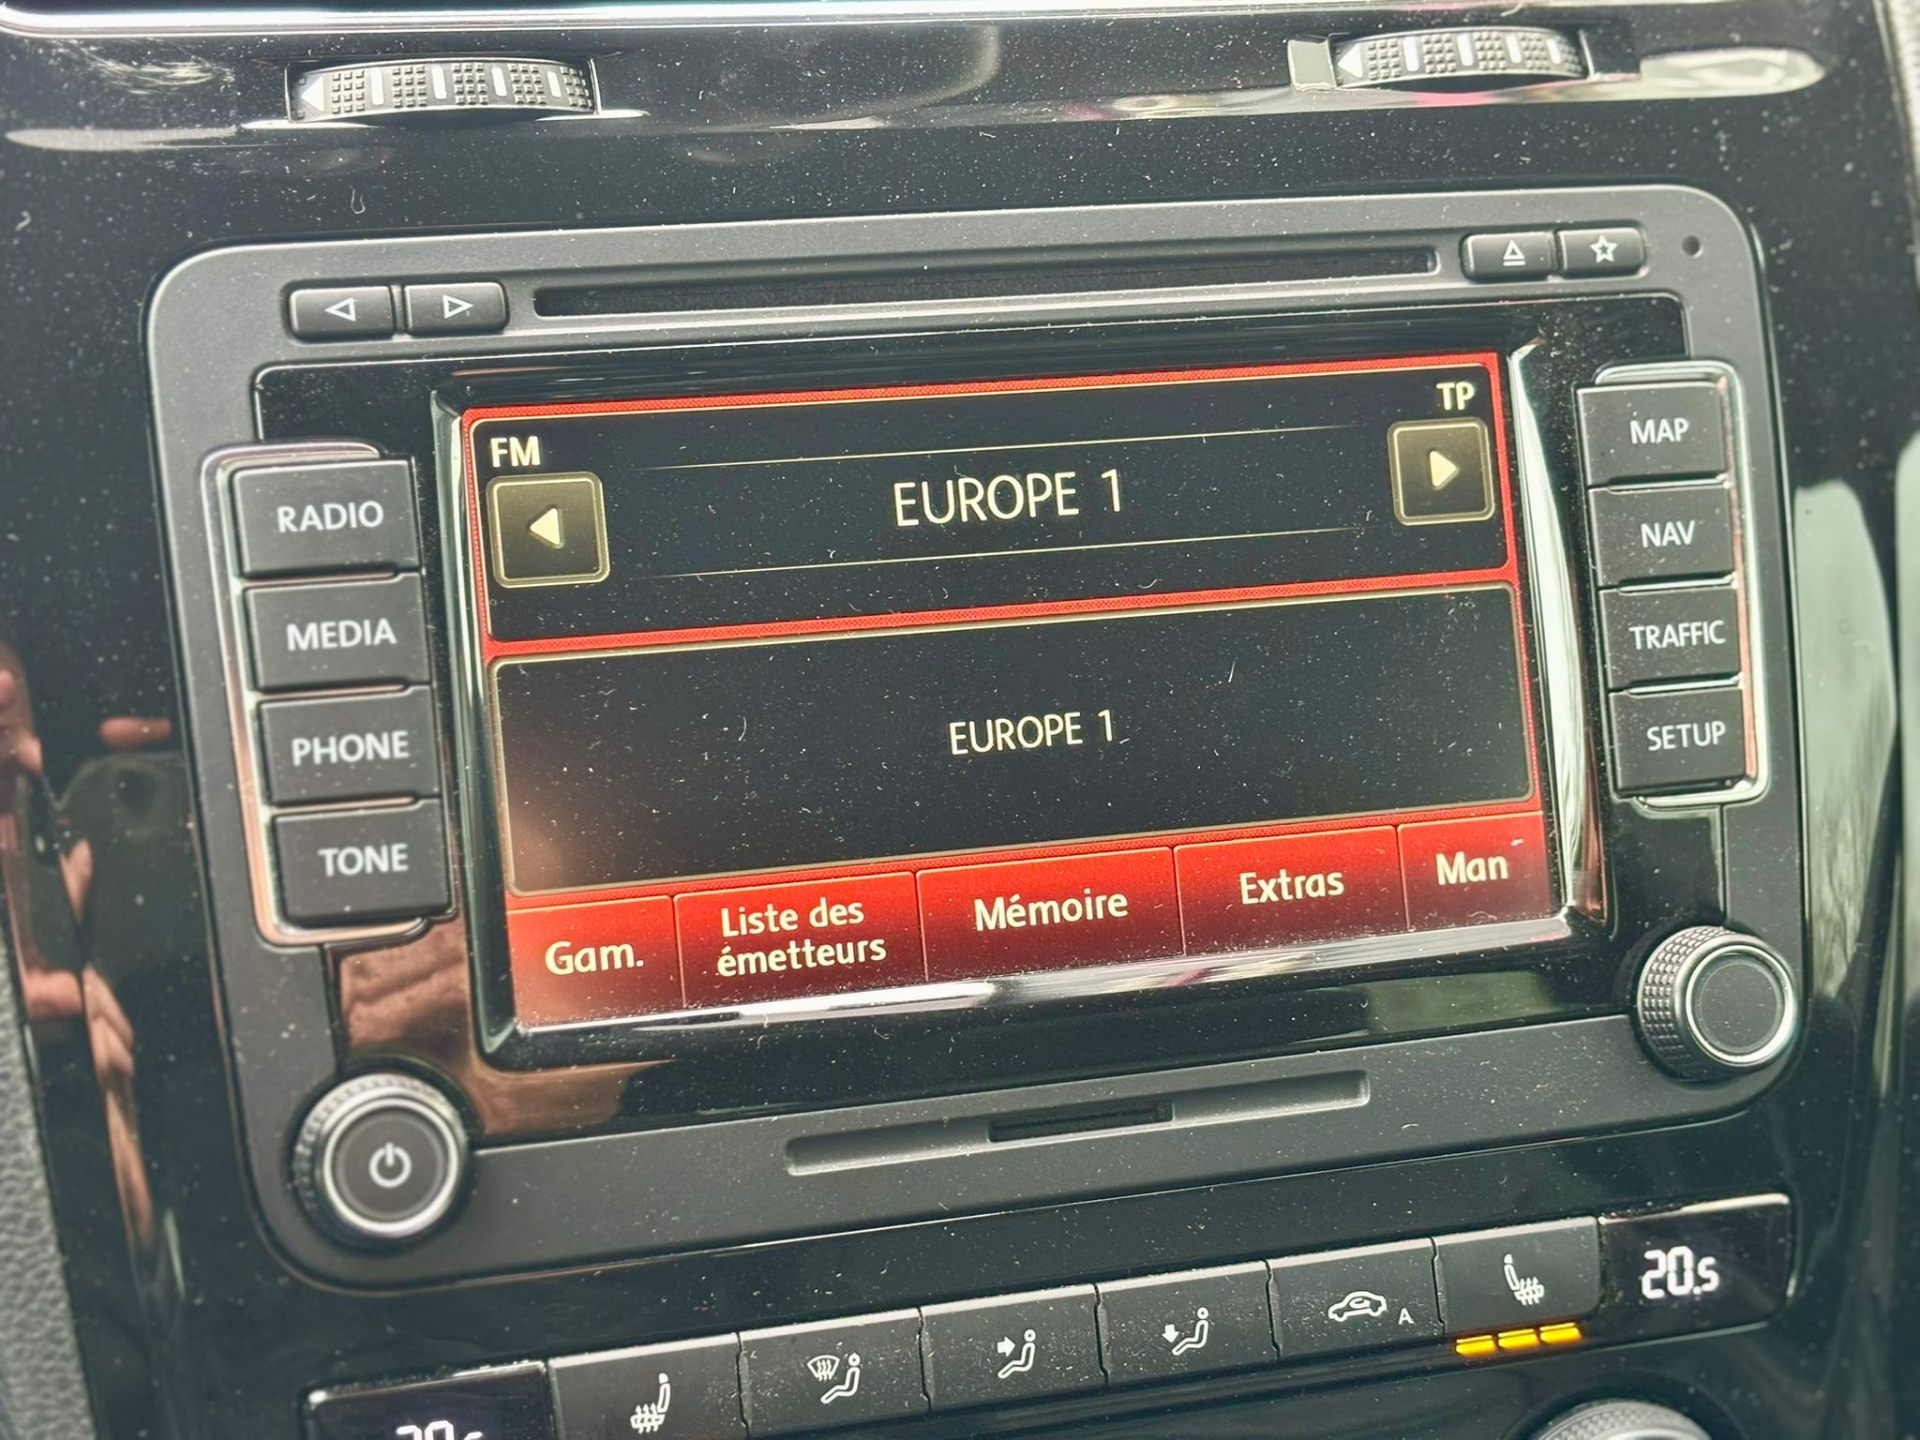 FM
TP
EUROPE 1
EUROPE 1
Gam.
Liste des
émetteurs
Mémoire
Extras
Man
RADIO
MEDIA
PHONE
TONE
MAP
NAV
TRAFFIC
SETUP
A
20.5